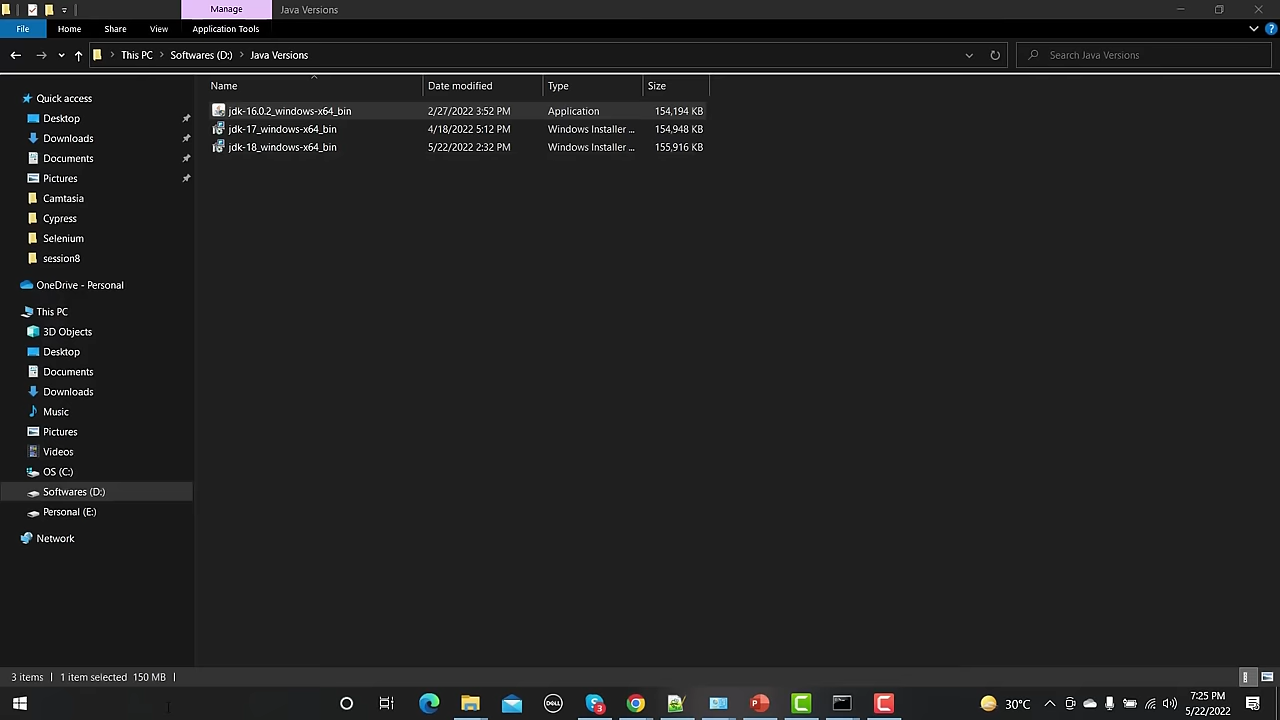 Manage
Java Versions
File
Home
Share
View
Application Tools
This PC
Softwares (D:)
Java Versions
Search Java Versions
Name
Date modified
Type
Size
jdk-16.0.2_windows-x64_bin
2/27/2022 3:52 PM
Application
154,194 KB
jdk-17_windows-x64_bin
4/18/2022 5:12 PM
Windows Installer ...
154,948 KB
jdk-18_windows-x64_bin
5/22/2022 2:32 PM
Windows Installer ...
155,916 KB
Quick access
Desktop
Downloads
Documents
Pictures
Camtasia
Cypress
Selenium
session8
OneDrive - Personal
This PC
3D Objects
Desktop
Documents
Downloads
Music
Pictures
Videos
OS (C:)
Softwares (D:)
Personal (E:)
Network
3 items
1 item selected 150 MB
DELL
3
30°C
7:25 PM
5/22/2022